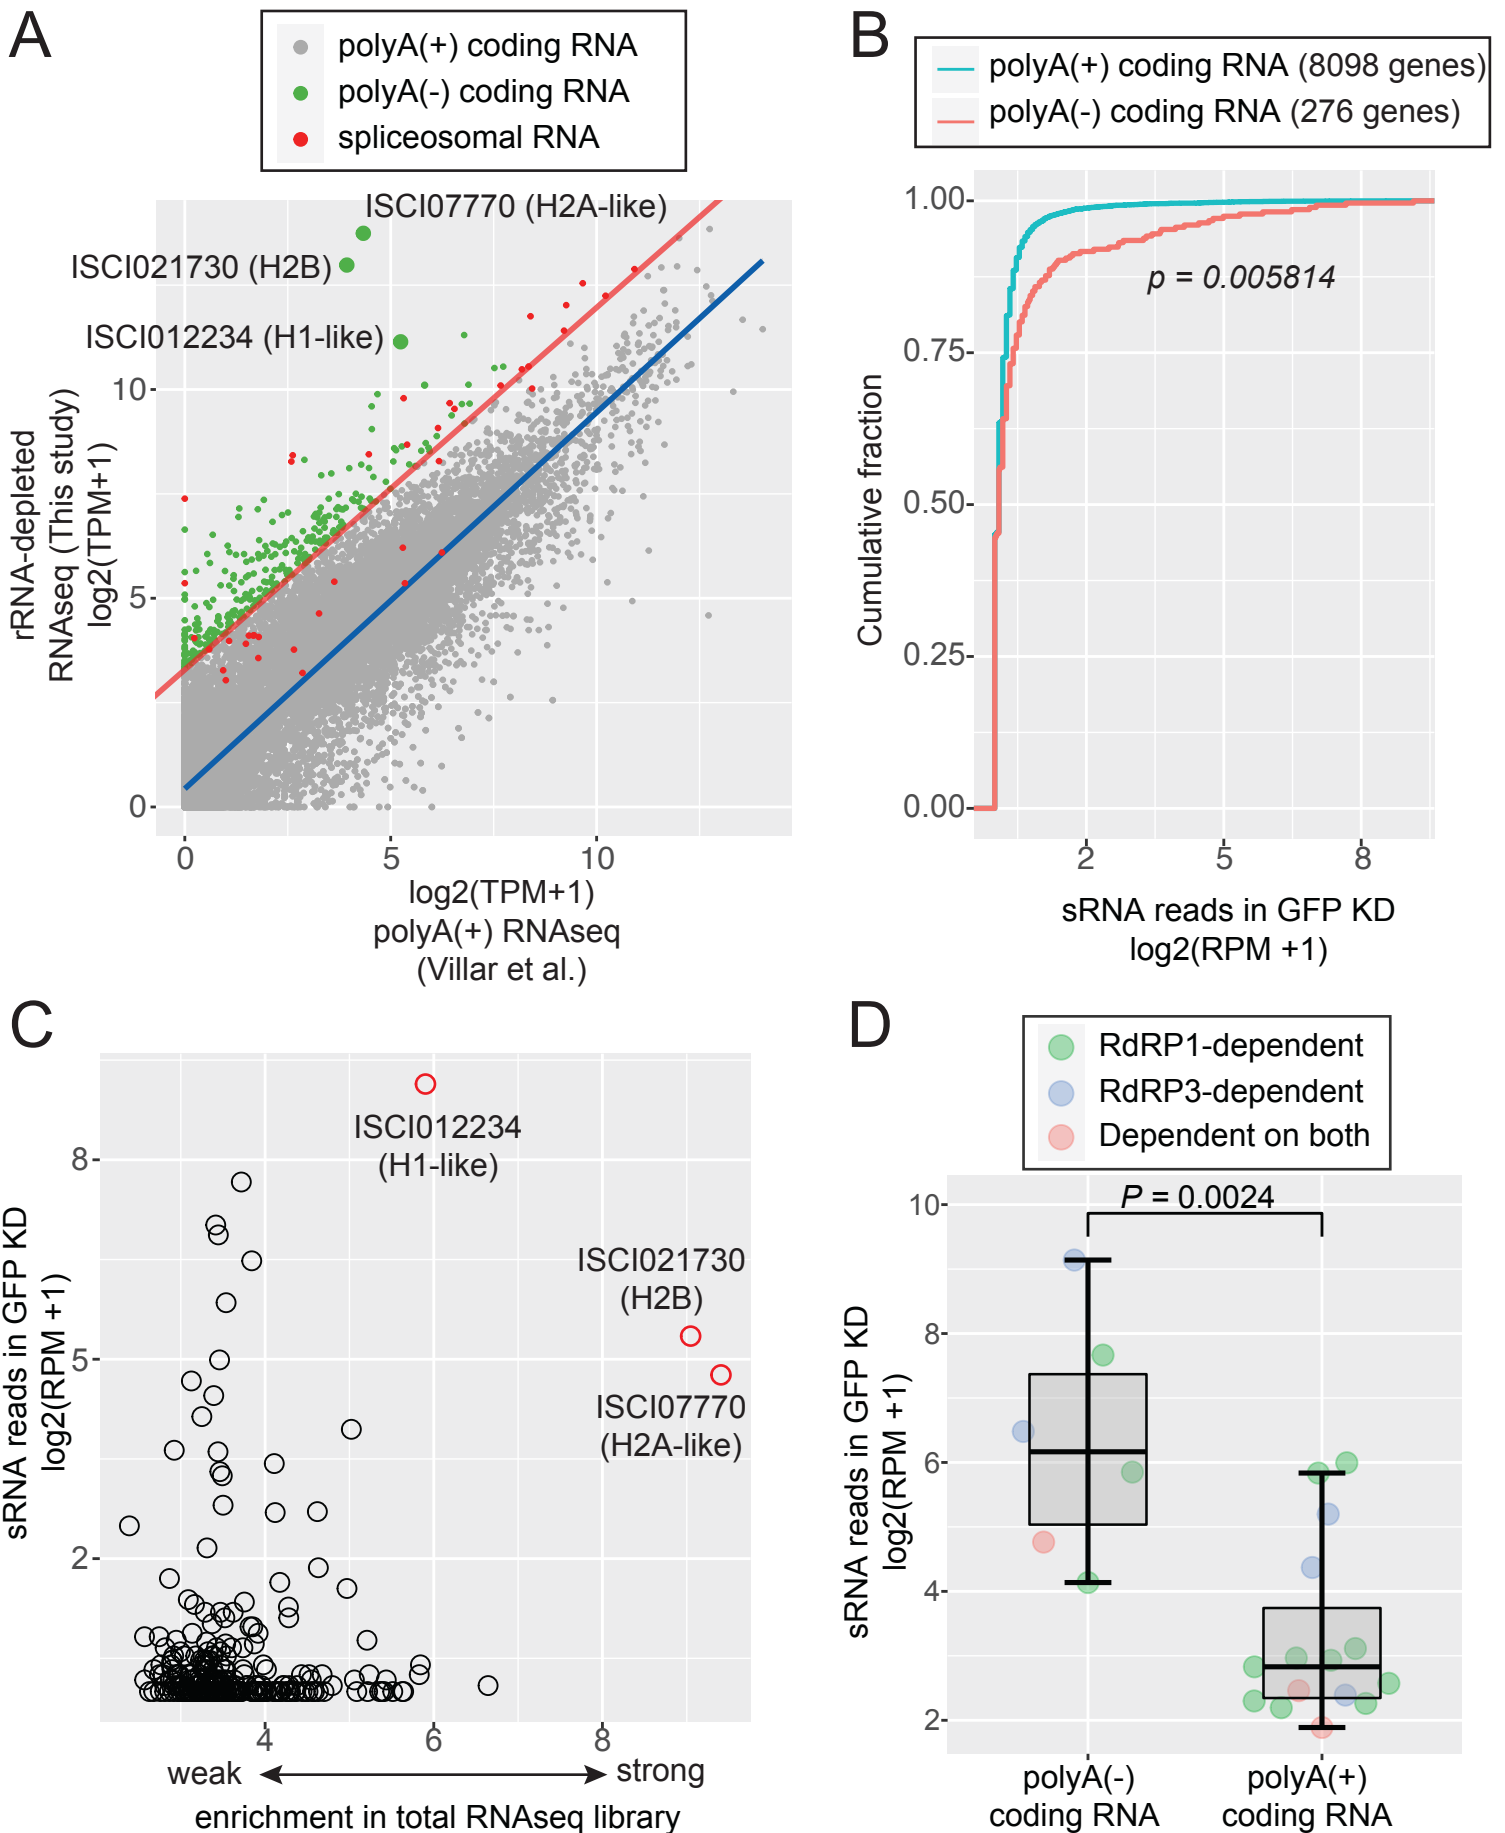 A
polyA(+) coding RNA
polyA(-) coding RNA
spliceosomal RNA
ISCI07770 (H2A-like)
ISCI021730 (H2B)
ISCI012234 (H1-like)
rRNA-depleted
RNAseq (This study)
log2(TPM+1)
10
5
0
0
5
10
log2(TPM+1)
polyA(+) RNAseq
(Villar et al.)
B
polyA(+) coding RNA (8098 genes)
polyA(-) coding RNA (276 genes)
p = 0.005814
Cumulative fraction
1.00
0.75
0.50
0.25
0.00
2
5
8
sRNA reads in GFP KD
log2(RPM +1)
C
ISCI012234
(H1-like)
ISCI021730
(H2B)
ISCI07770
(H2A-like)
sRNA reads in GFP KD
log2(RPM +1)
8
5
2
4
6
8
weak
strong
enrichment in total RNAseq library
D
RdRP1-dependent
RdRP3-dependent
Dependent on both
P = 0.0024
sRNA reads in GFP KD
log2(RPM +1)
10
8
6
4
2
polyA(-)
coding RNA
polyA(+)
coding RNA